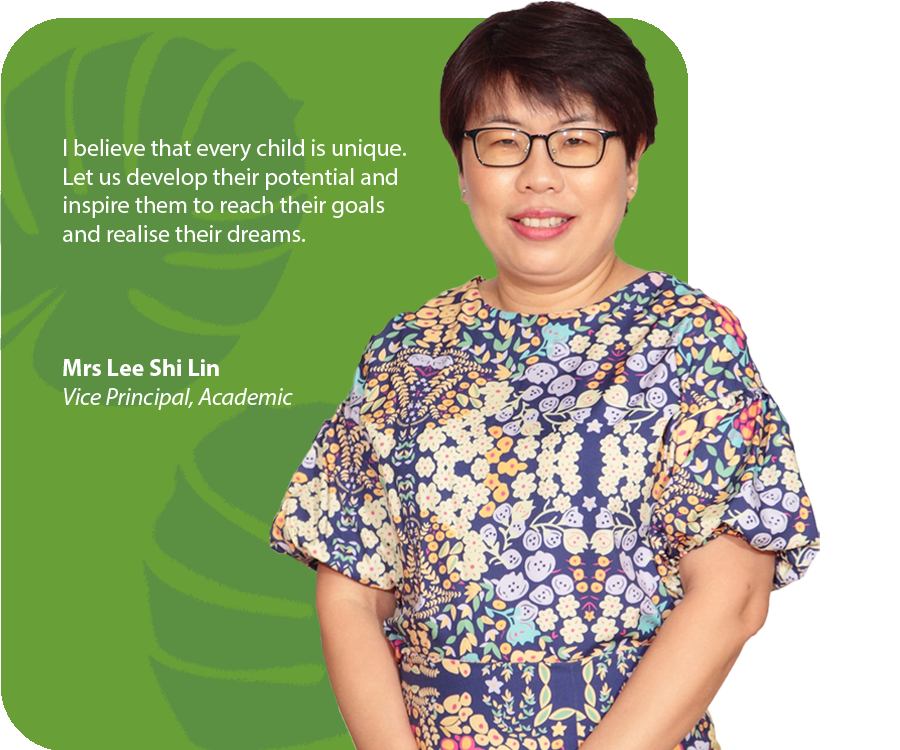 I believe that every child is unique.
Let us develop their potential and
inspire them to reach their goals
and realise their dreams.
Mrs Lee Shi Lin
Vice Principal, Academic